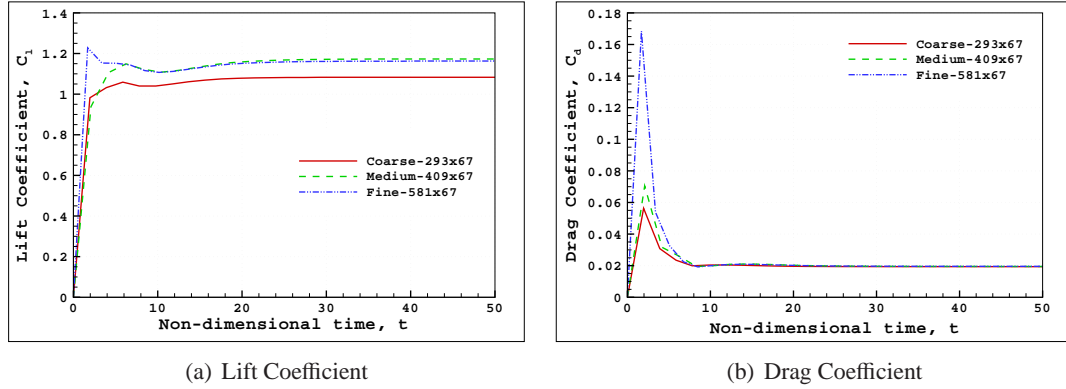 1.4
1.2
1
0.8
0.6
0.4
0.2
0
Lift Coefficient, C_l
0 10 20 30 40 50
Non-dimensional time, t
Coarse-293x67
Medium-409x67
Fine-581x67
(a) Lift Coefficient
0.18
0.16
0.14
0.12
0.1
0.08
0.06
0.04
0.02
0
Drag Coefficient, C_d
0 10 20 30 40 50
Non-dimensional time, t
Coarse-293x67
Medium-409x67
Fine-581x67
(b) Drag Coefficient